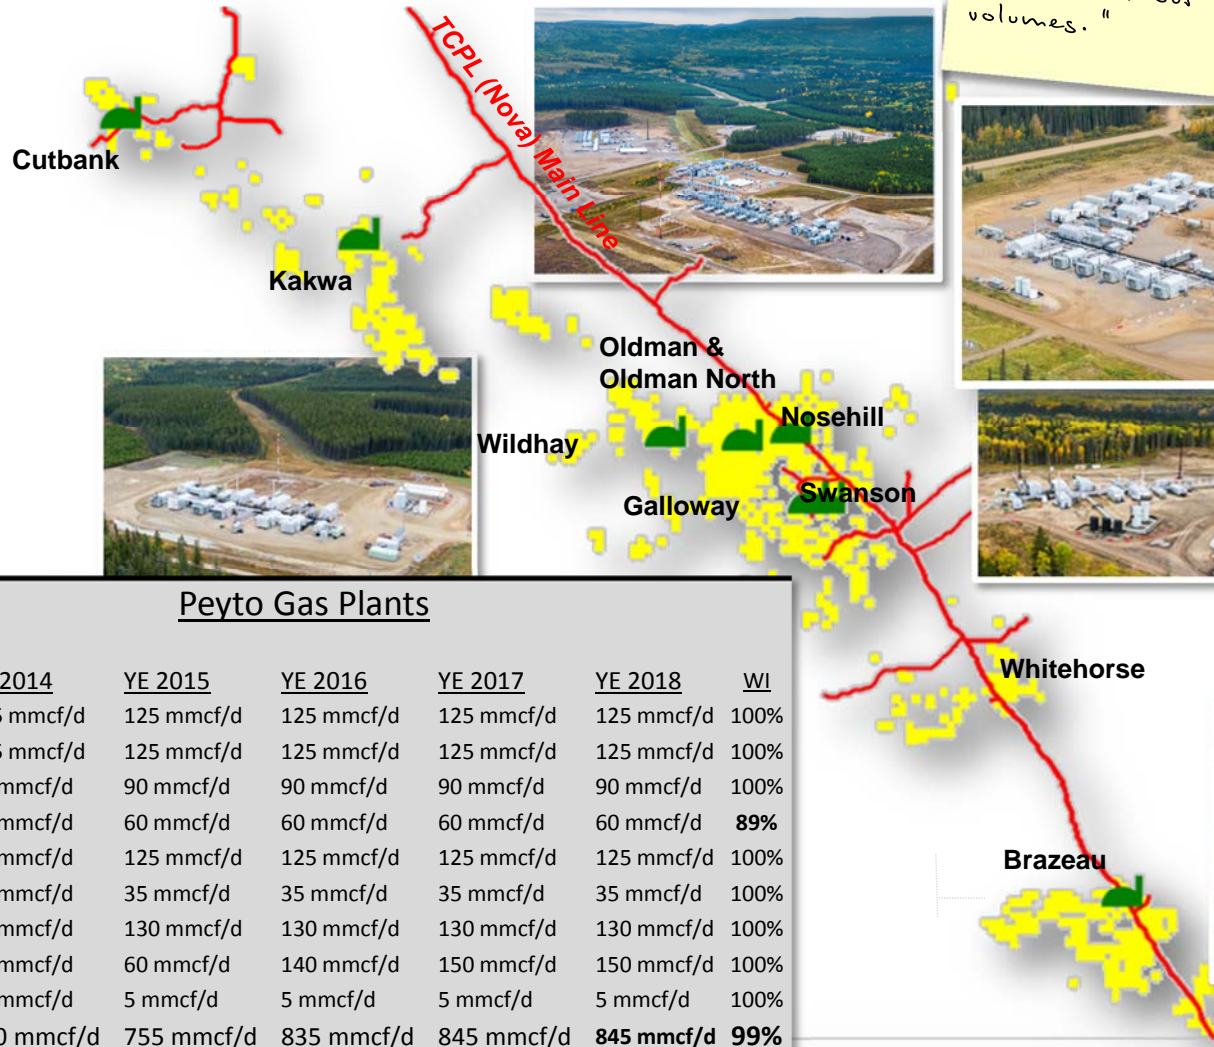 volumes."
TCPL (Nova) Main Line
Cutbank
Kakwa
Oldman &
Oldman North
Nosehill
Wildhay
Swanson
Galloway
Whitehorse
Brazeau
Peyto Gas Plants
2014 YE 2015 YE 2016 YE 2017 YE 2018 WI
mmcf/d 125 mmcf/d 125 mmcf/d 125 mmcf/d 125 mmcf/d 100%
mmcf/d 125 mmcf/d 125 mmcf/d 125 mmcf/d 125 mmcf/d 100%
mmcf/d 90 mmcf/d 90 mmcf/d 90 mmcf/d 90 mmcf/d 100%
mmcf/d 60 mmcf/d 60 mmcf/d 60 mmcf/d 60 mmcf/d 89%
mmcf/d 125 mmcf/d 125 mmcf/d 125 mmcf/d 125 mmcf/d 100%
mmcf/d 35 mmcf/d 35 mmcf/d 35 mmcf/d 35 mmcf/d 100%
mmcf/d 130 mmcf/d 130 mmcf/d 130 mmcf/d 130 mmcf/d 100%
mmcf/d 60 mmcf/d 140 mmcf/d 150 mmcf/d 150 mmcf/d 100%
mmcf/d 5 mmcf/d 5 mmcf/d 5 mmcf/d 5 mmcf/d 100%
mmcf/d 755 mmcf/d 835 mmcf/d 845 mmcf/d 845 mmcf/d 99%